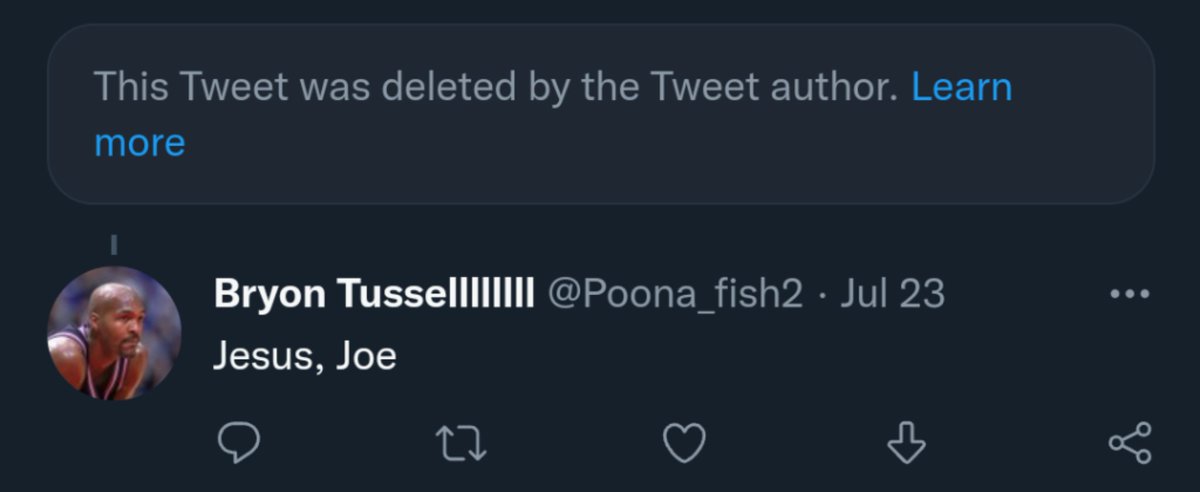 This Tweet was deleted by the Tweet author. Learn
more
Bryon Tussellllllll @Poona_fish2 · Jul 23
Jesus, Joe